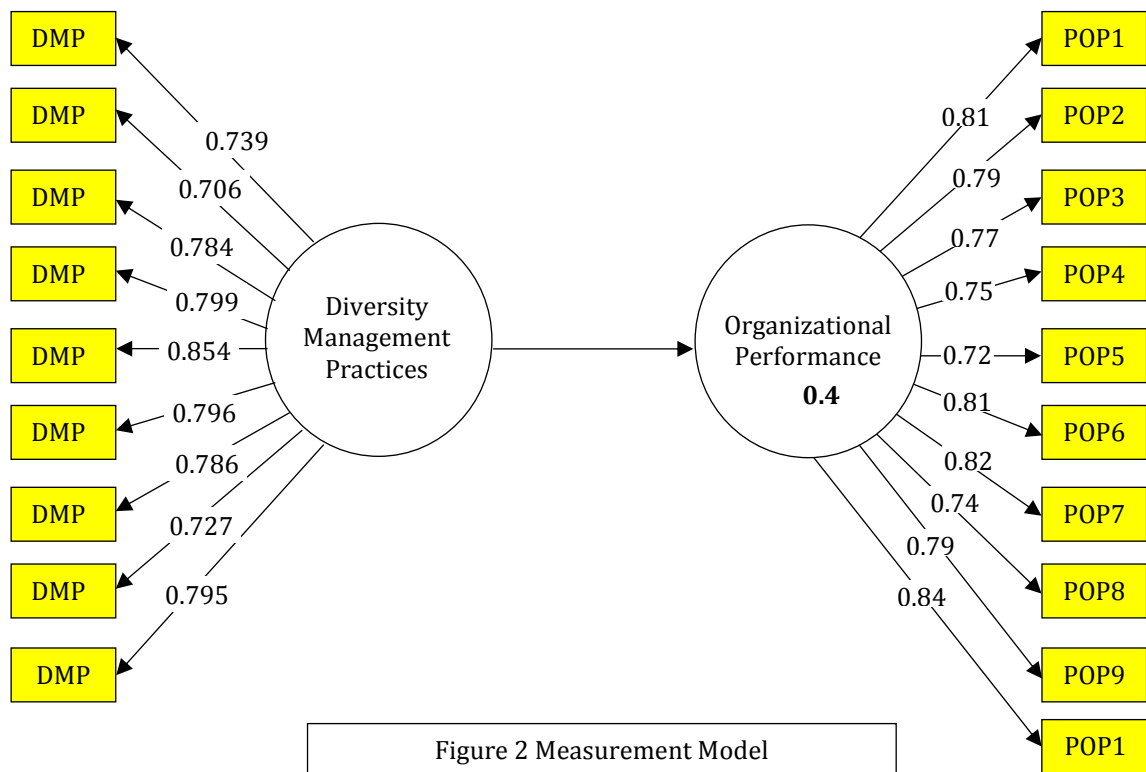 DMP
DMP
DMP
DMP
DMP
DMP
DMP
DMP
DMP
0.739
0.706
0.784
0.799
0.854
0.796
0.786
0.727
0.795
Diversity
Management
Practices
Organizational
Performance
0.4
0.81
0.79
0.77
0.75
0.72
0.81
0.82
0.74
0.79
0.84
POP1
POP2
POP3
POP4
POP5
POP6
POP7
POP8
POP9
POP1
Figure 2 Measurement Model